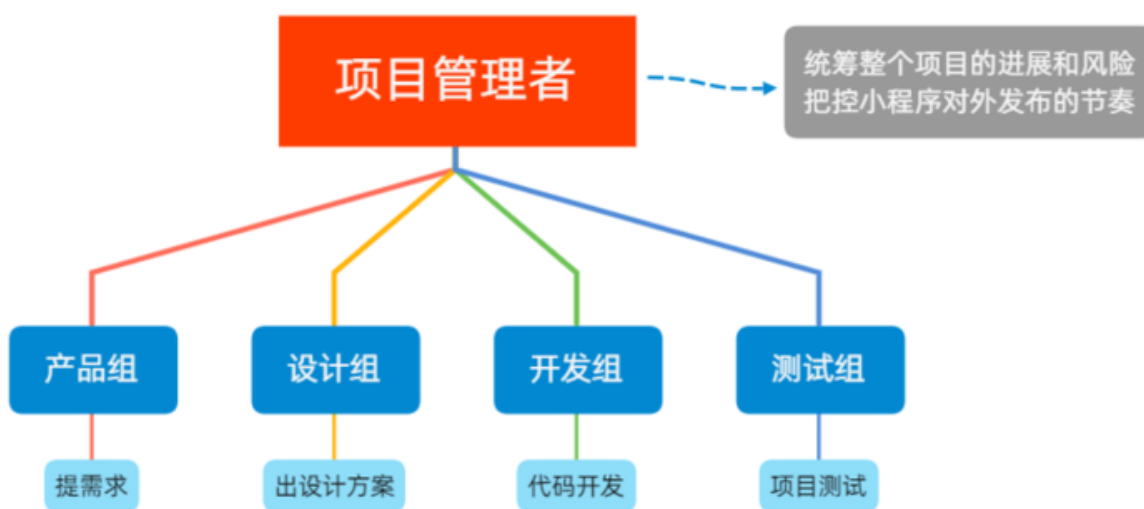 项目管理者
统筹整个项目的进展和风险
把控小程序对外发布的节奏
产品组
设计组
开发组
测试组
提需求
出设计方案
代码开发
项目测试